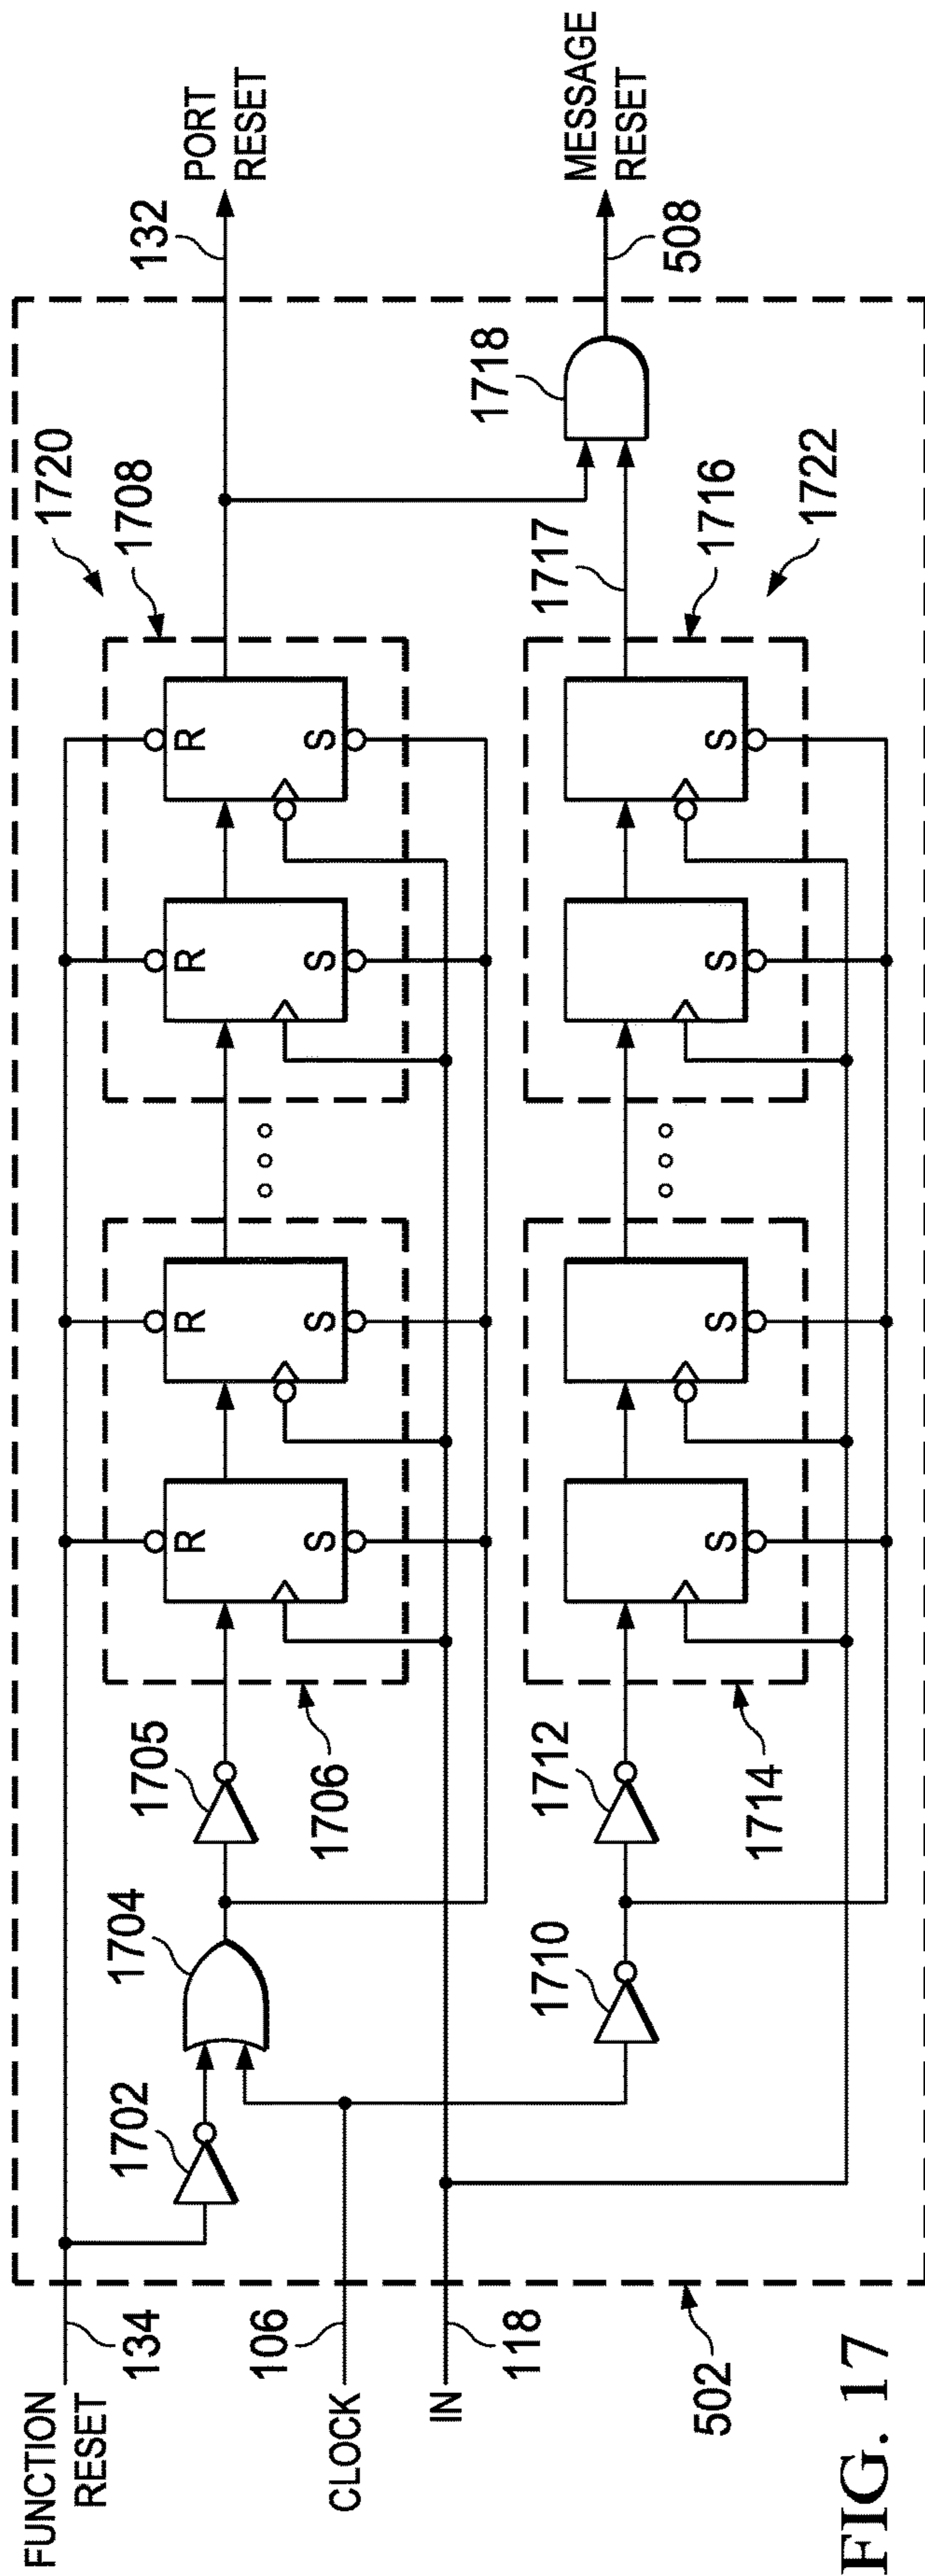 FUNCTION
RESET
134
CLOCK
106
IN
118
502
1702
1704
1705
1706
R
S
R
S
R
S
R
S
1708
1720
132
PORT
RESET
1710
1712
1714
S
S
S
S
1716
1717
1722
1718
508
MESSAGE
RESET
FIG. 17